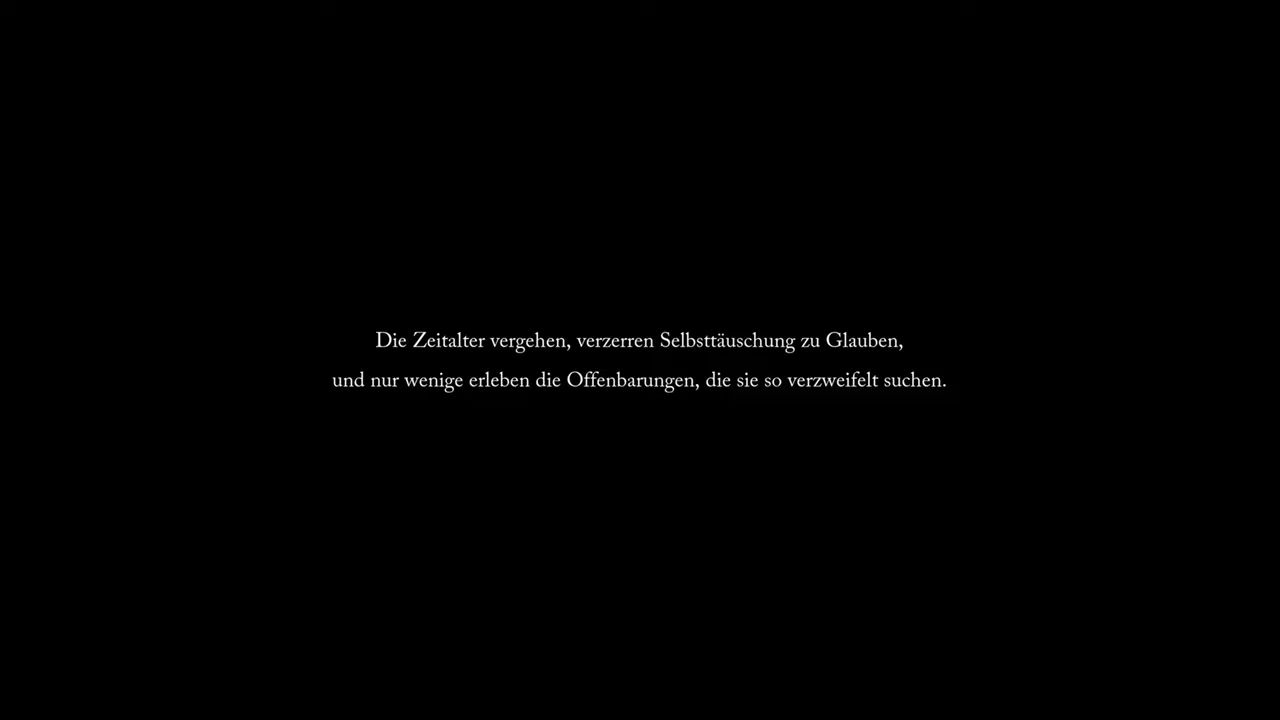 Die Zeitalter vergehen, verzerren Selbsttäuschung zu Glauben,
und nur wenige erleben die Offenbarungen, die sie so verzweifelt suchen.